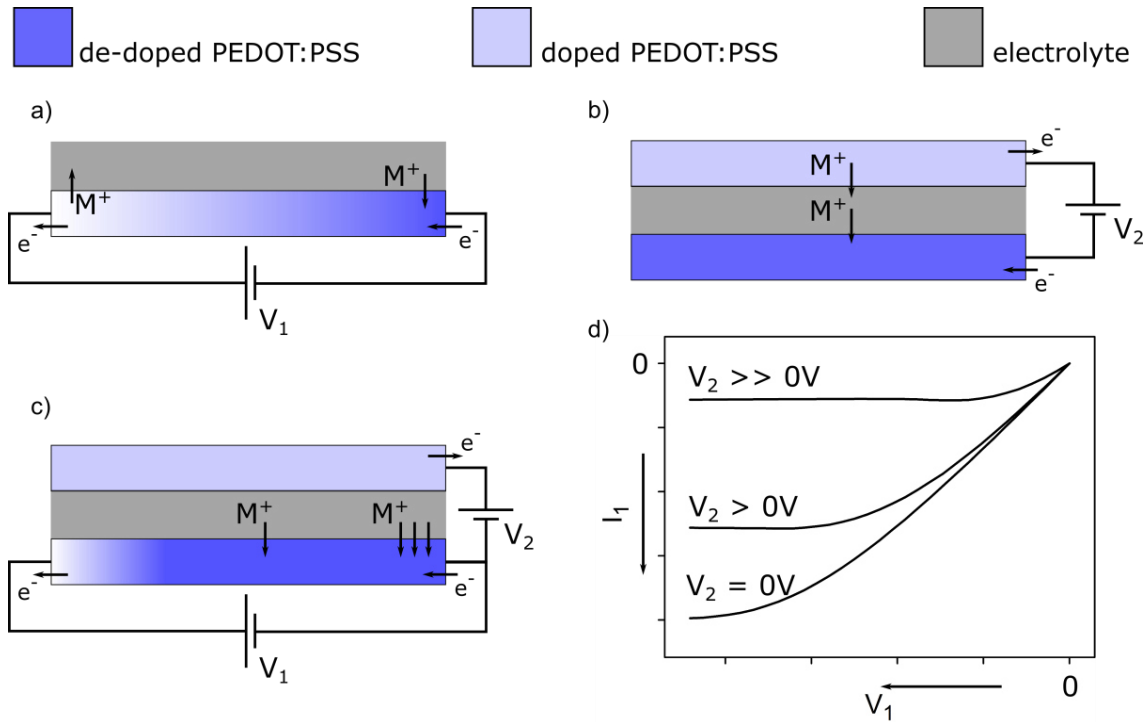 de-doped PEDOT:PSS
doped PEDOT:PSS
electrolyte
a)
M⁺
M⁺
e⁻
e⁻
V₁
b)
e⁻
M⁺
M⁺
V₂
e⁻
c)
e⁻
M⁺
M⁺
V₂
e⁻
e⁻
V₁
d)
0
V₂ >> 0V
V₂ > 0V
V₂ = 0V
I₁
V₁
0